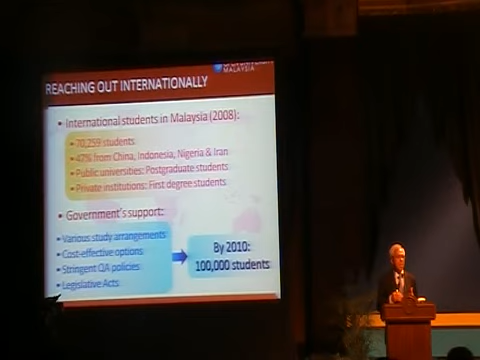 MALAYSIA
REACHING OUT INTERNATIONALLY
• International students in Malaysia (2008):
• 70,259 students
• 47% from China, Indonesia, Nigeria & Iran
• Public universities: Postgraduate students
• Private institutions: First degree students
• Government's support:
• Various study arrangements
• Cost-effective options
• Stringent QA policies
• Legislative Acts
By 2010:
100,000 students